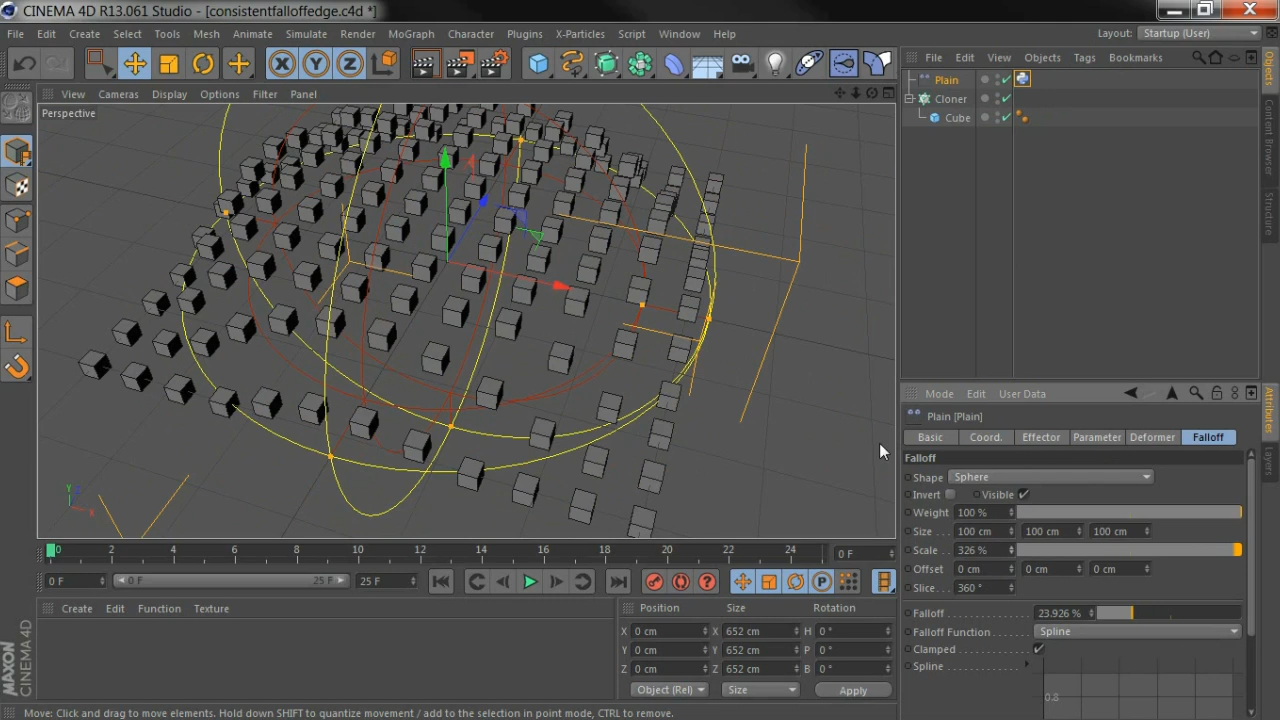 CINEMA 4D R13.061 Studio - [consistentfalloffedge.c4d *]
File Edit Create Select Tools Mesh Animate Simulate Render MoGraph Character Plugins X-Particles Script Window Help Layout: Startup (User)
File Edit View Objects Tags Bookmarks
Plain
Cloner
Cube
Objects
Content Browser
Structure
View Cameras Display Options Filter Panel
Perspective
Y
Z
X
Mode Edit User Data
Plain [Plain]
Basic Coord. Effector Parameter Deformer Falloff
Falloff
Shape Sphere
Invert Visible
Weight 100 %
Size 100 cm 100 cm 100 cm
Scale 326 %
Offset 0 cm 0 cm 0 cm
Slice 360 °
Falloff 23.926 %
Falloff Function Spline
Clamped
Spline
0.8
Attributes
Layers
0 2 4 6 8 10 12 14 16 18 20 22 24 0 F
0 F 0 F 25 F 25 F
P
Create Edit Function Texture
Position Size Rotation
X 0 cm X 652 cm H 0 °
Y 0 cm Y 652 cm P 0 °
Z 0 cm Z 652 cm B 0 °
Object (Rel) Size Apply
MAXON
CINEMA 4D
Move: Click and drag to move elements. Hold down SHIFT to quantize movement / add to the selection in point mode, CTRL to remove.